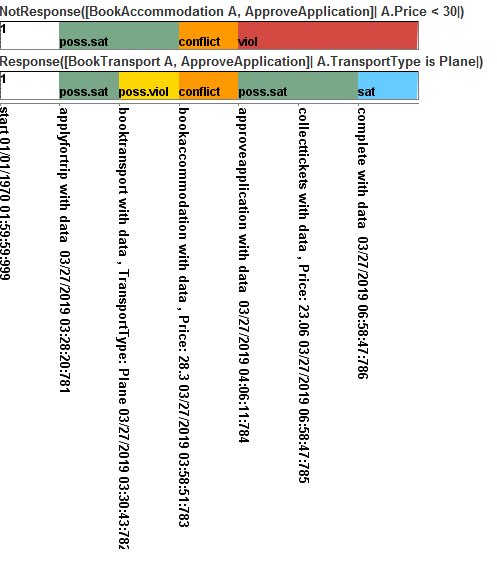 NotResponse([BookAccommodation A, ApproveApplication]| A.Price < 30|)
1
poss.sat
conflict
viol
Response([BookTransport A, ApproveApplication]| A.TransportType is Plane|)
1
poss.sat
poss.viol
conflict
poss.sat
sat
start 01/01/1970 01:59:59:999
applyfortrip with data 03/27/2019 03:28:20:781
booktransport with data , TransportType: Plane 03/27/2019 03:30:43:782
bookaccommodation with data , Price: 28.3 03/27/2019 03:58:51:783
approveapplication with data 03/27/2019 04:06:11:784
collecttickets with data , Price: 23.06 03/27/2019 06:58:47:785
complete with data 03/27/2019 06:58:47:786